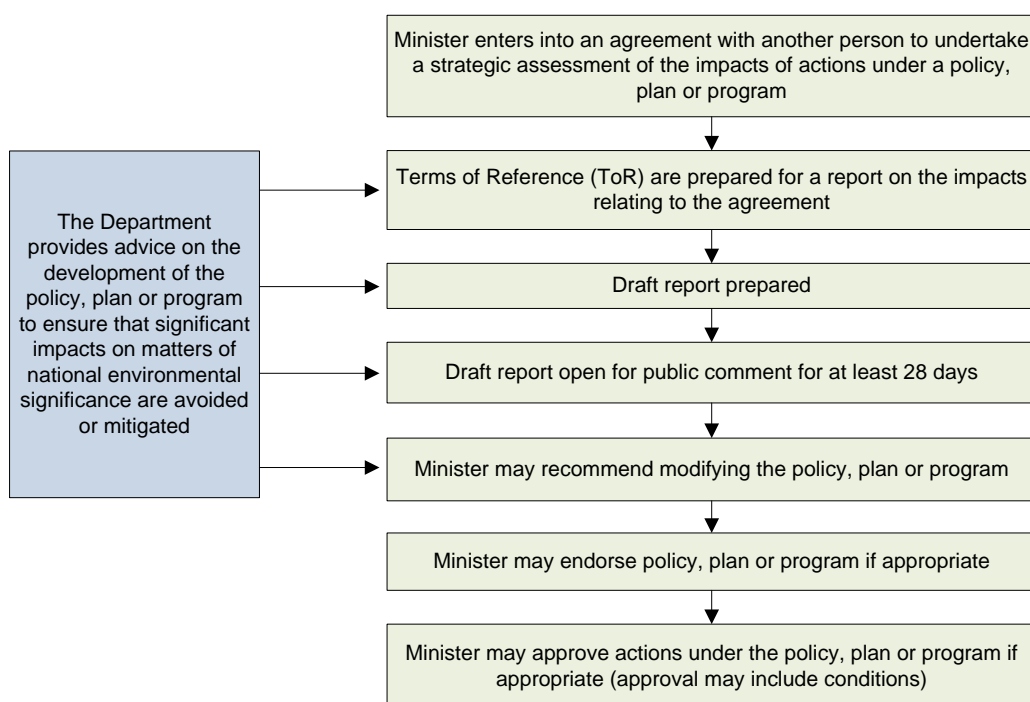 Minister enters into an agreement with another person to undertake
a strategic assessment of the impacts of actions under a policy,
plan or program
Terms of Reference (ToR) are prepared for a report on the impacts
relating to the agreement
The Department
provides advice on the
development of the
policy, plan or program
to ensure that significant
impacts on matters of
national environmental
significance are avoided
or mitigated
Draft report prepared
Draft report open for public comment for at least 28 days
Minister may recommend modifying the policy, plan or program
Minister may endorse policy, plan or program if appropriate
Minister may approve actions under the policy, plan or program if
appropriate (approval may include conditions)